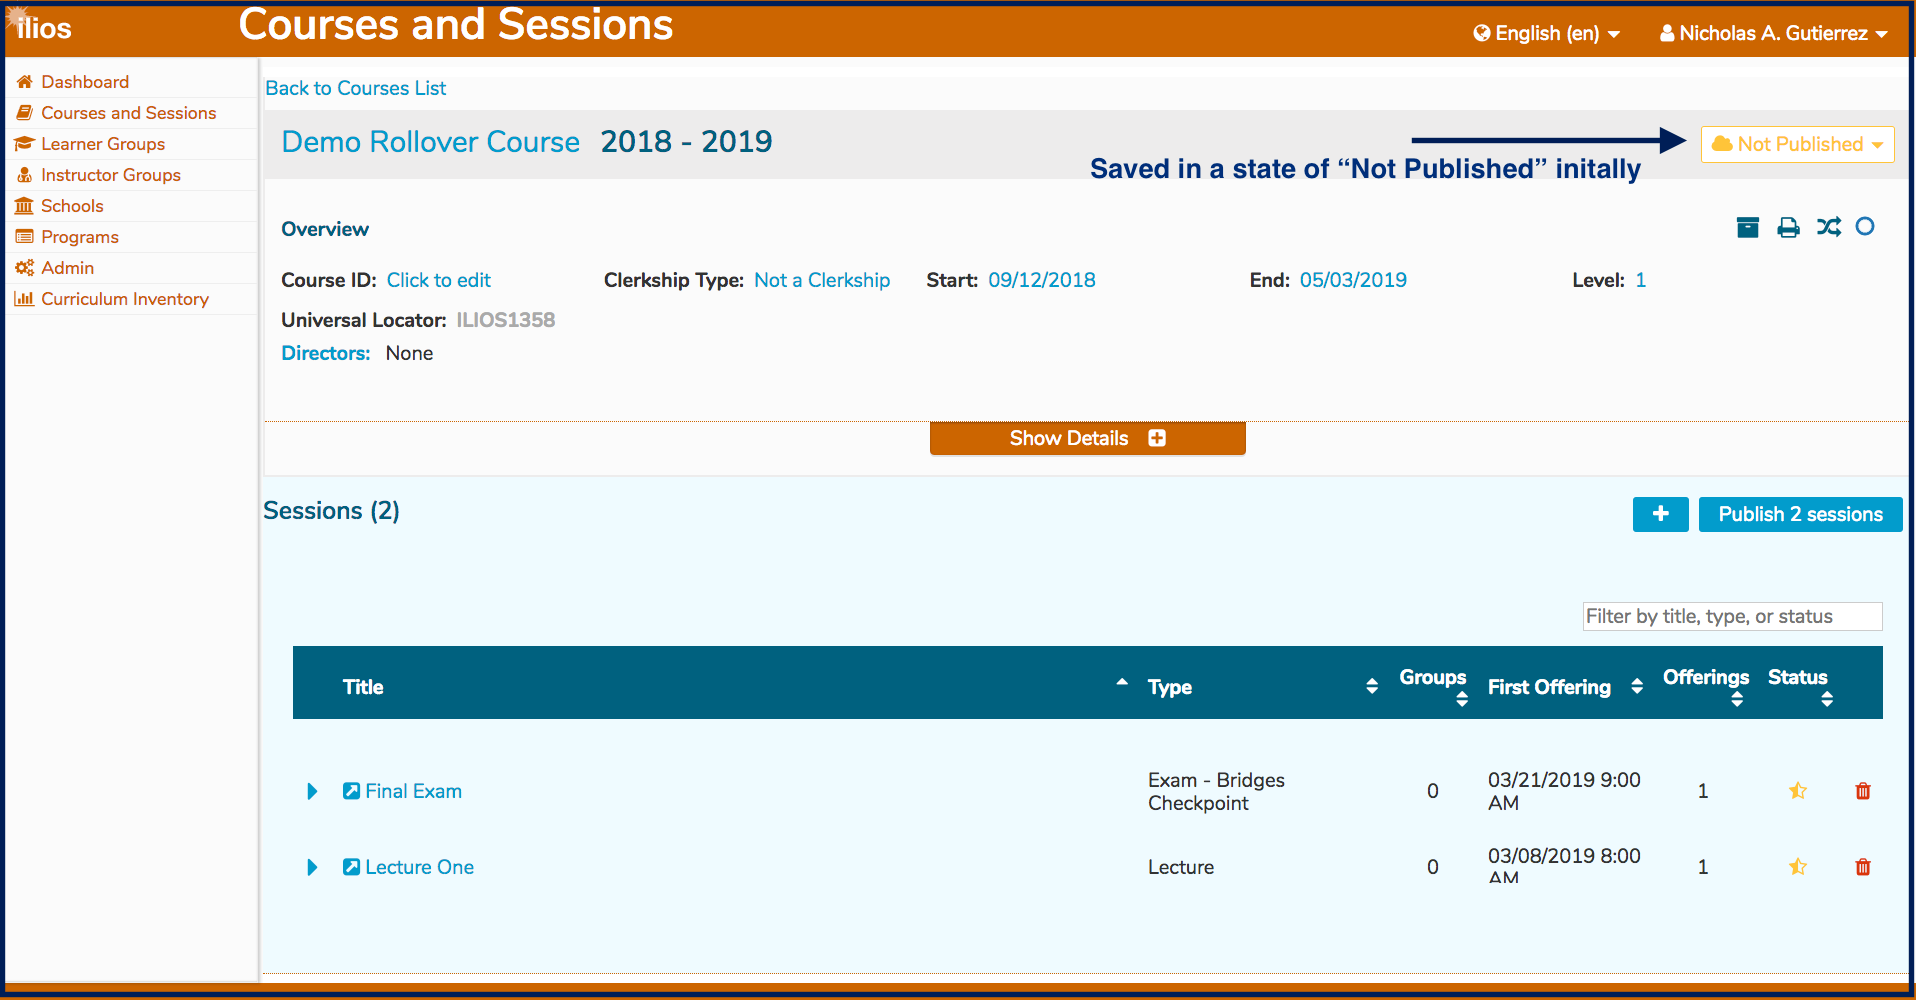 ilios
Courses and Sessions
English (en)
Nicholas A. Gutierrez
Dashboard
Courses and Sessions
Learner Groups
Instructor Groups
Schools
Programs
Admin
Curriculum Inventory
Back to Courses List
Demo Rollover Course 2018 - 2019
Not Published
Saved in a state of “Not Published” initally
Overview
Course ID: Click to edit
Clerkship Type: Not a Clerkship
Start: 09/12/2018
End: 05/03/2019
Level: 1
Universal Locator: ILIOS1358
Directors: None
Show Details
Sessions (2)
Publish 2 sessions
Filter by title, type, or status
Title
Type
Groups
First Offering
Offerings
Status
Final Exam
Exam - Bridges
Checkpoint
0
03/21/2019 9:00
AM
1
Lecture One
Lecture
0
03/08/2019 8:00
AM
1